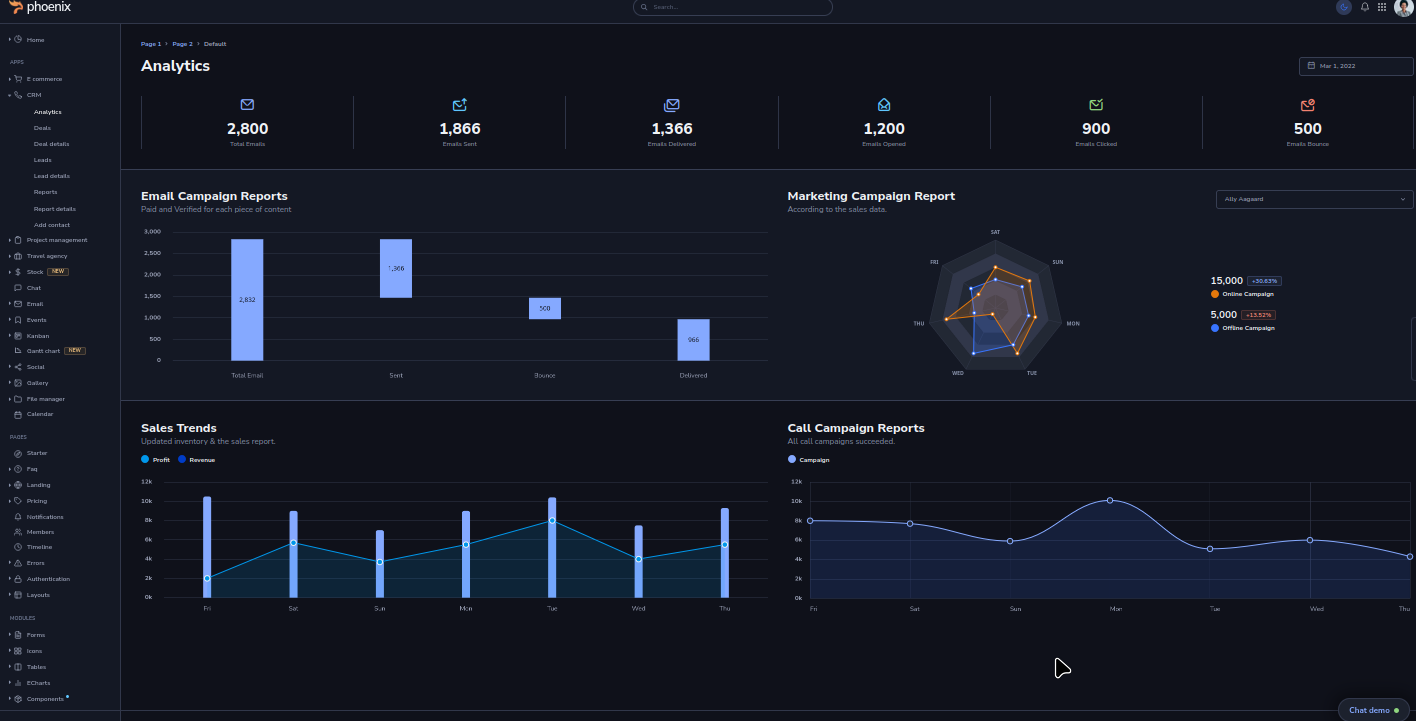 phoenix
Search...
Home
APPS
E commerce
CRM
Analytics
Deals
Deal details
Leads
Lead details
Reports
Report details
Add contact
Project management
Travel agency
Stock NEW
Chat
Email
Events
Kanban
Gantt chart NEW
Social
Gallery
File manager
Calendar
PAGES
Starter
Faq
Landing
Pricing
Notifications
Members
Timeline
Errors
Authentication
Layouts
MODULES
Forms
Icons
Tables
ECharts
Components
Page 1 > Page 2 > Default
Analytics
Mar 1, 2022
2,800
Total Emails
1,866
Emails Sent
1,366
Emails Delivered
1,200
Emails Opened
900
Emails Clicked
500
Emails Bounce
Email Campaign Reports
Paid and Verified for each piece of content
3,000
2,500
2,000
1,500
1,000
500
0
2,832
1,366
500
966
Total Email Sent Bounce Delivered
Marketing Campaign Report
According to the sales data.
Ally Aagaard
SAT
FRI
SUN
THU
MON
WED
TUE
15,000 +30.63%
Online Campaign
5,000 +13.52%
Offline Campaign
Sales Trends
Updated inventory & the sales report.
Profit Revenue
12k
10k
8k
6k
4k
2k
0k
Fri Sat Sun Mon Tue Wed Thu
Call Campaign Reports
All call campaigns succeeded.
Campaign
12k
10k
8k
6k
4k
2k
0k
Fri Sat Sun Mon Tue Wed Thu
Chat demo